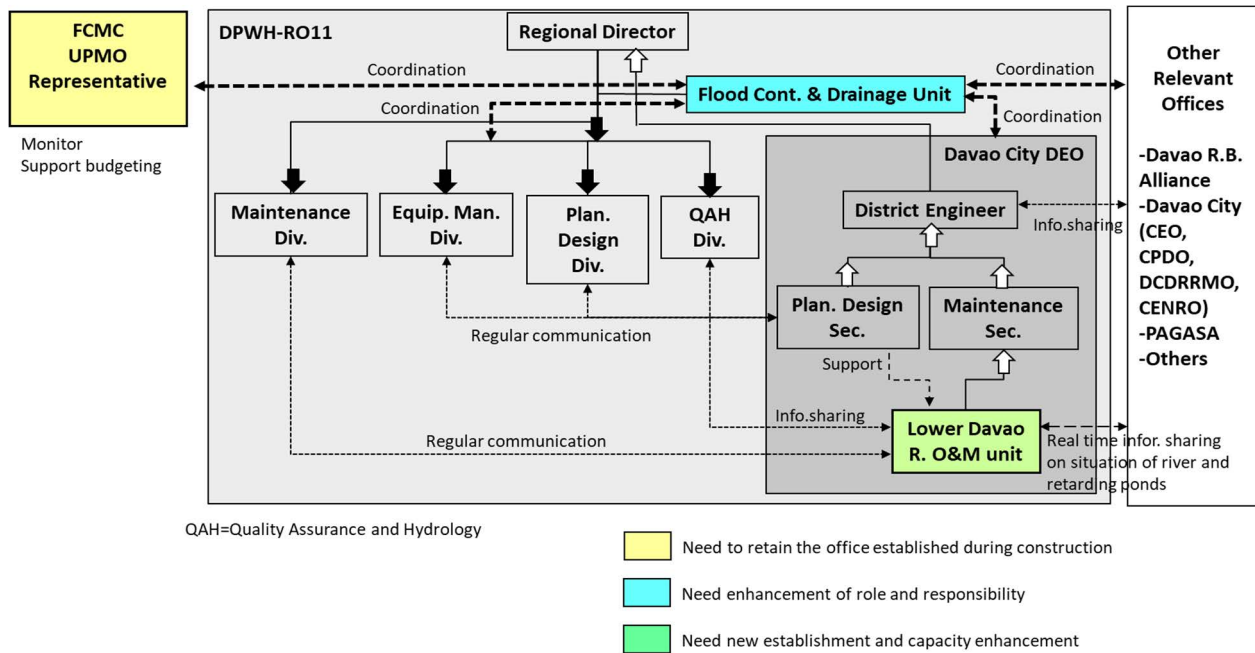 FCMC
UPMO
Representative
Monitor
Support budgeting
DPWH-RO11
Regional Director
Coordination
Coordination
Flood Cont. & Drainage Unit
Coordination
Coordination
Maintenance
Div.
Equip. Man.
Div.
Plan.
Design
Div.
QAH
Div.
Davao City DEO
District Engineer
Info.sharing
Plan. Design
Sec.
Maintenance
Sec.
Regular communication
Support
Info.sharing
Regular communication
Lower Davao
R. O&M unit
Real time infor. sharing
on situation of river and
retarding ponds
Other
Relevant
Offices
-Davao R.B.
Alliance
-Davao City
(CEO,
CPDO,
DCDRRMO,
CENRO)
-PAGASA
-Others
QAH=Quality Assurance and Hydrology
Need to retain the office established during construction
Need enhancement of role and responsibility
Need new establishment and capacity enhancement